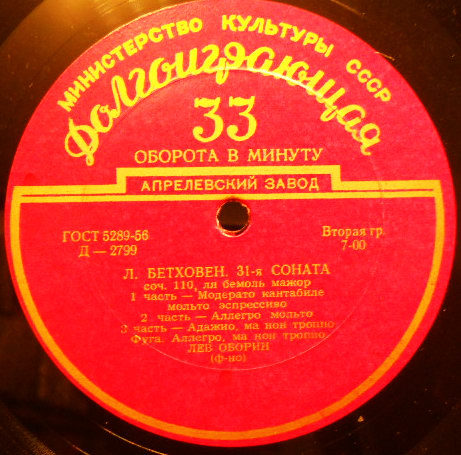 МИНИСТЕРСТВО КУЛЬТУРЫ СССР
Долгоиграющая
33
ОБОРОТА В МИНУТУ
АПРЕЛЕВСКИЙ ЗАВОД
ГОСТ 5289-56
Д — 2799
Вторая гр.
7-00
Л. БЕТХОВЕН. 31-я СОНАТА
соч. 110, ля бемоль мажор
1 часть — Модерато кантабиле
мольто эспрессиво
2 часть — Аллегро мольто
3 часть — Адажио, ма нон троппо
Фуга. Аллегро, ма нон троппо
ЛЕВ ОБОРИН
(ф-но)